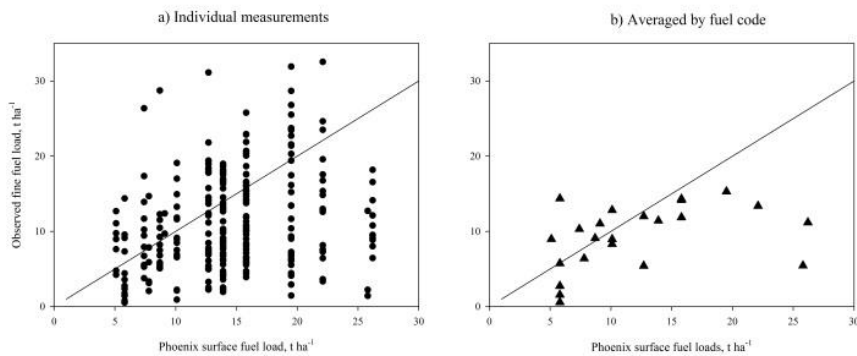 a) Individual measurements
b) Averaged by fuel code
Observed fine fuel load, t ha⁻¹
30
20
10
0
0 5 10 15 20 25 30
Phoenix surface fuel load, t ha⁻¹
30
20
10
0
0 5 10 15 20 25 30
Phoenix surface fuel loads, t ha⁻¹